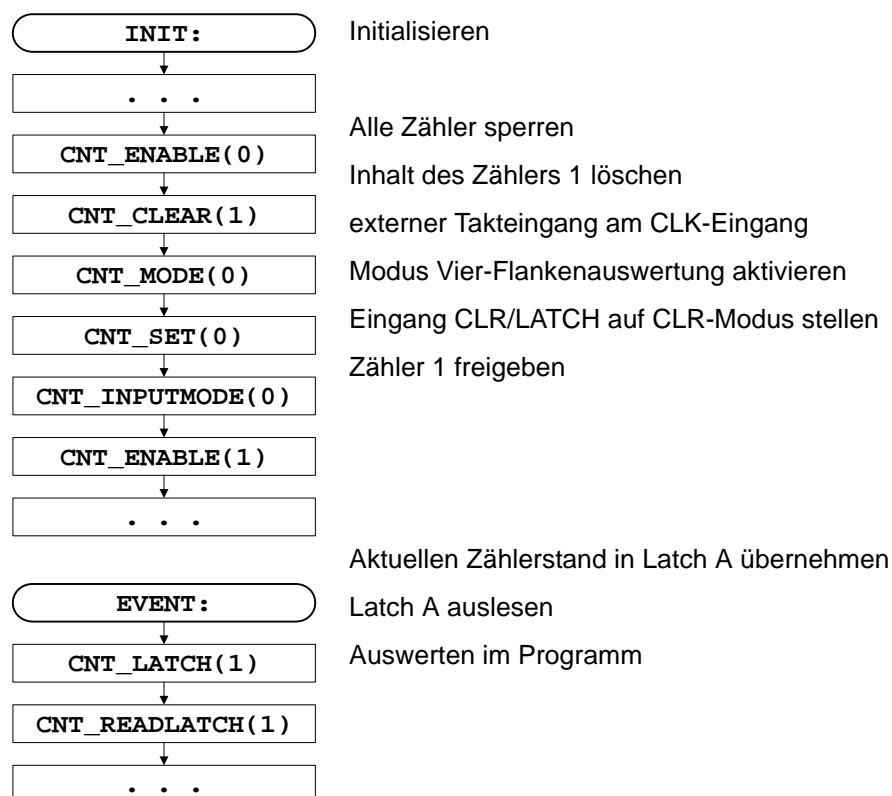 INIT:
Initialisieren
. . .
Alle Zähler sperren
CNT_ENABLE(0)
Inhalt des Zählers 1 löschen
CNT_CLEAR(1)
externer Takteingang am CLK-Eingang
CNT_MODE(0)
Modus Vier-Flankenauswertung aktivieren
CNT_SET(0)
Eingang CLR/LATCH auf CLR-Modus stellen
Zähler 1 freigeben
CNT_INPUTMODE(0)
CNT_ENABLE(1)
. . .
Aktuellen Zählerstand in Latch A übernehmen
EVENT:
Latch A auslesen
CNT_LATCH(1)
Auswerten im Programm
CNT_READLATCH(1)
. . .